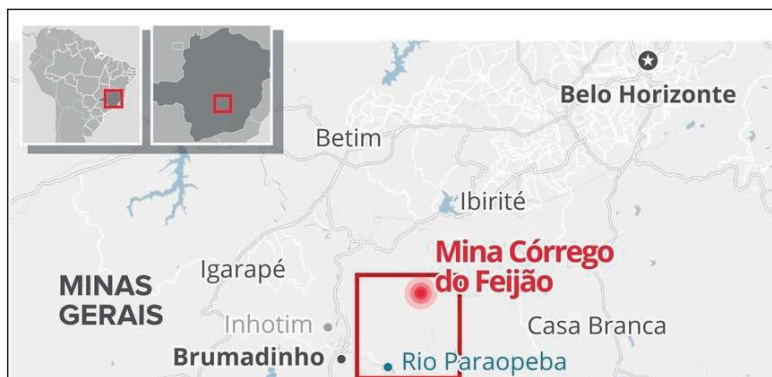 Belo Horizonte
Betim
Ibirité
Mina Córrego
do Feijão
Igarapé
MINAS
GERAIS
Inhotim
Casa Branca
Brumadinho
Rio Paraopeba